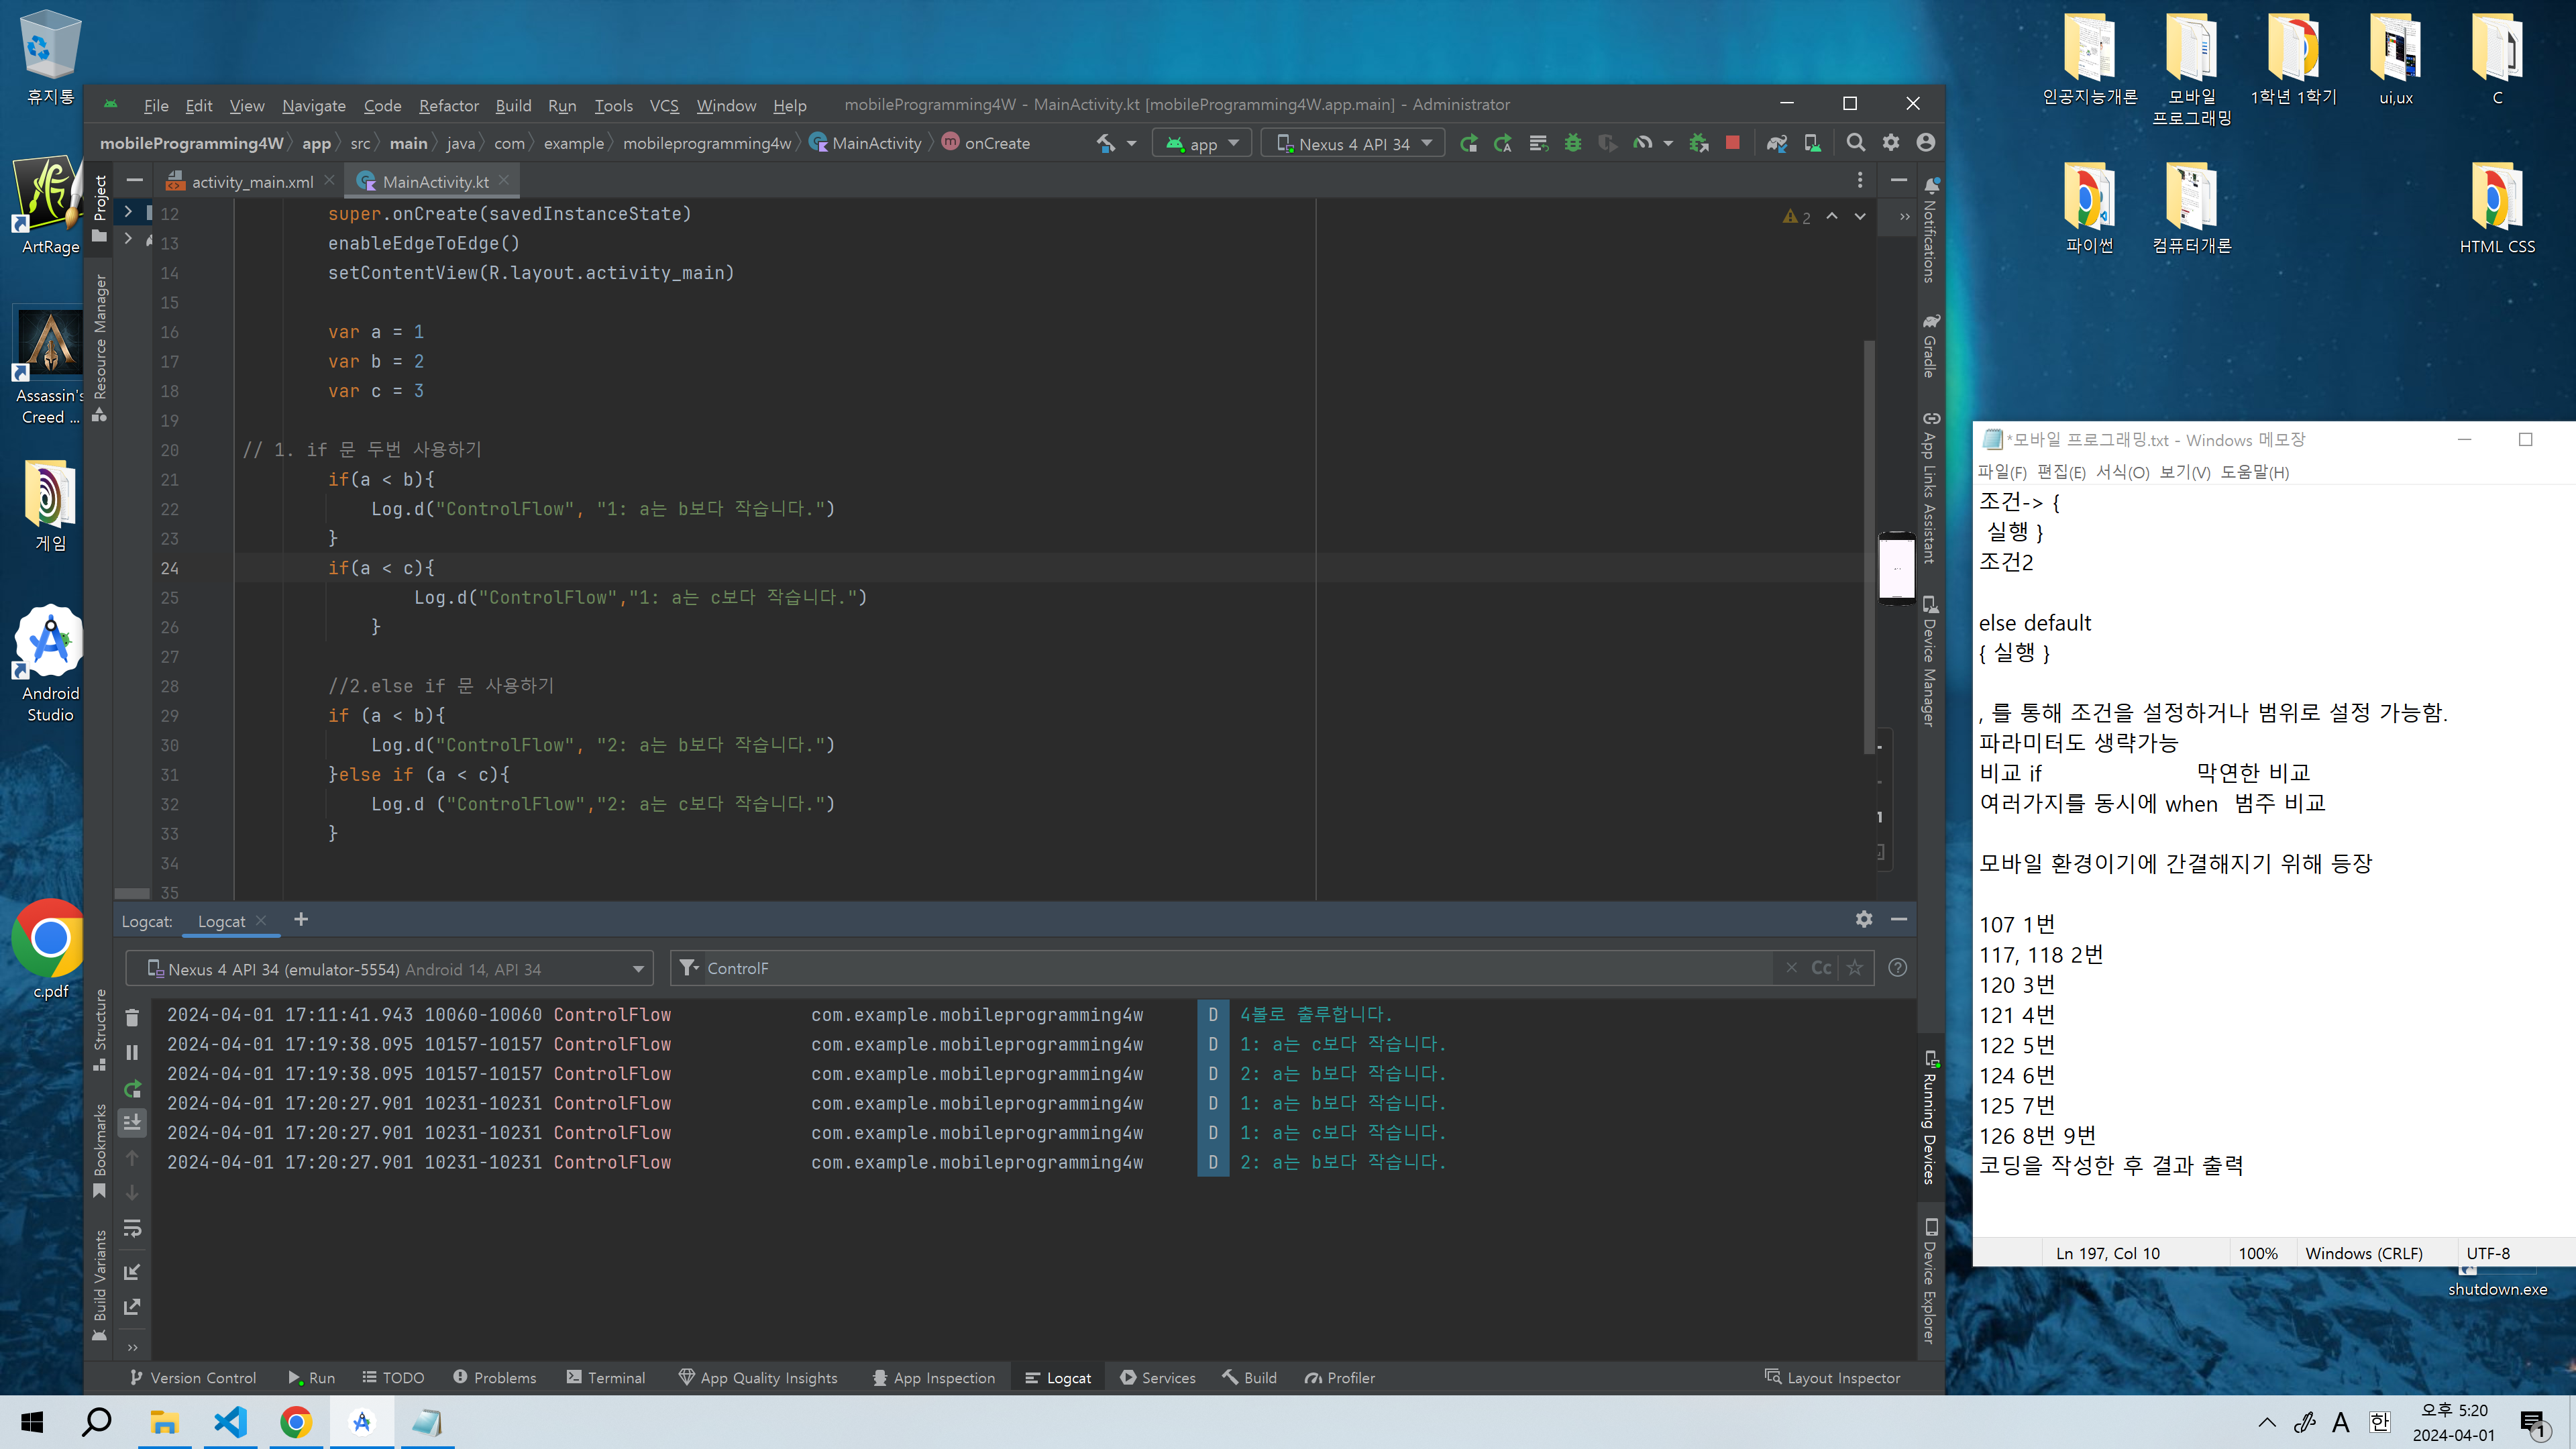 휴지통
ArtRage
Assassin's
Creed ...
게임
Android
Studio
c.pdf
File Edit View Navigate Code Refactor Build Run Tools VCS Window Help mobileProgramming4W - MainActivity.kt [mobileProgramming4W.app.main] - Administrator
mobileProgramming4W app src main java com example mobileprogramming4w MainActivity onCreate app Nexus 4 API 34
Project
Resource Manager
Structure
Bookmarks
Build Variants
activity_main.xml MainActivity.kt
2
12 super.onCreate(savedInstanceState)
13 enableEdgeToEdge()
14 setContentView(R.layout.activity_main)
15
16 var a = 1
17 var b = 2
18 var c = 3
19
20 // 1. if 문 두번 사용하기
21 if(a < b){
22 Log.d("ControlFlow", "1: a는 b보다 작습니다.")
23 }
24 if(a < c){
25 Log.d("ControlFlow","1: a는 c보다 작습니다.")
26 }
27
28 //2.else if 문 사용하기
29 if (a < b){
30 Log.d("ControlFlow", "2: a는 b보다 작습니다.")
31 }else if (a < c){
32 Log.d ("ControlFlow","2: a는 c보다 작습니다.")
33 }
34
35
Notifications
Gradle
App Links Assistant
Device Manager
Running Devices
Device Explorer
Logcat: Logcat
Nexus 4 API 34 (emulator-5554) Android 14, API 34 ControlF Cc
2024-04-01 17:11:41.943 10060-10060 ControlFlow com.example.mobileprogramming4w D 4볼로 출루합니다.
2024-04-01 17:19:38.095 10157-10157 ControlFlow com.example.mobileprogramming4w D 1: a는 c보다 작습니다.
2024-04-01 17:19:38.095 10157-10157 ControlFlow com.example.mobileprogramming4w D 2: a는 b보다 작습니다.
2024-04-01 17:20:27.901 10231-10231 ControlFlow com.example.mobileprogramming4w D 1: a는 b보다 작습니다.
2024-04-01 17:20:27.901 10231-10231 ControlFlow com.example.mobileprogramming4w D 1: a는 c보다 작습니다.
2024-04-01 17:20:27.901 10231-10231 ControlFlow com.example.mobileprogramming4w D 2: a는 b보다 작습니다.
Version Control Run TODO Problems Terminal App Quality Insights App Inspection Logcat Services Build Profiler Layout Inspector
인공지능개론
모바일
프로그래밍
1학년 1학기
ui,ux
C
파이썬
컴퓨터개론
HTML CSS
*모바일 프로그래밍.txt - Windows 메모장
파일(F) 편집(E) 서식(O) 보기(V) 도움말(H)
조건-> {
실행 }
조건2
else default
{ 실행 }
, 를 통해 조건을 설정하거나 범위로 설정 가능함.
파라미터도 생략가능
비교 if 막연한 비교
여러가지를 동시에 when 범주 비교
모바일 환경이기에 간결해지기 위해 등장
107 1번
117, 118 2번
120 3번
121 4번
122 5번
124 6번
125 7번
126 8번 9번
코딩을 작성한 후 결과 출력
Ln 197, Col 10 100% Windows (CRLF) UTF-8
shutdown.exe
A 한 오후 5:20
2024-04-01
1